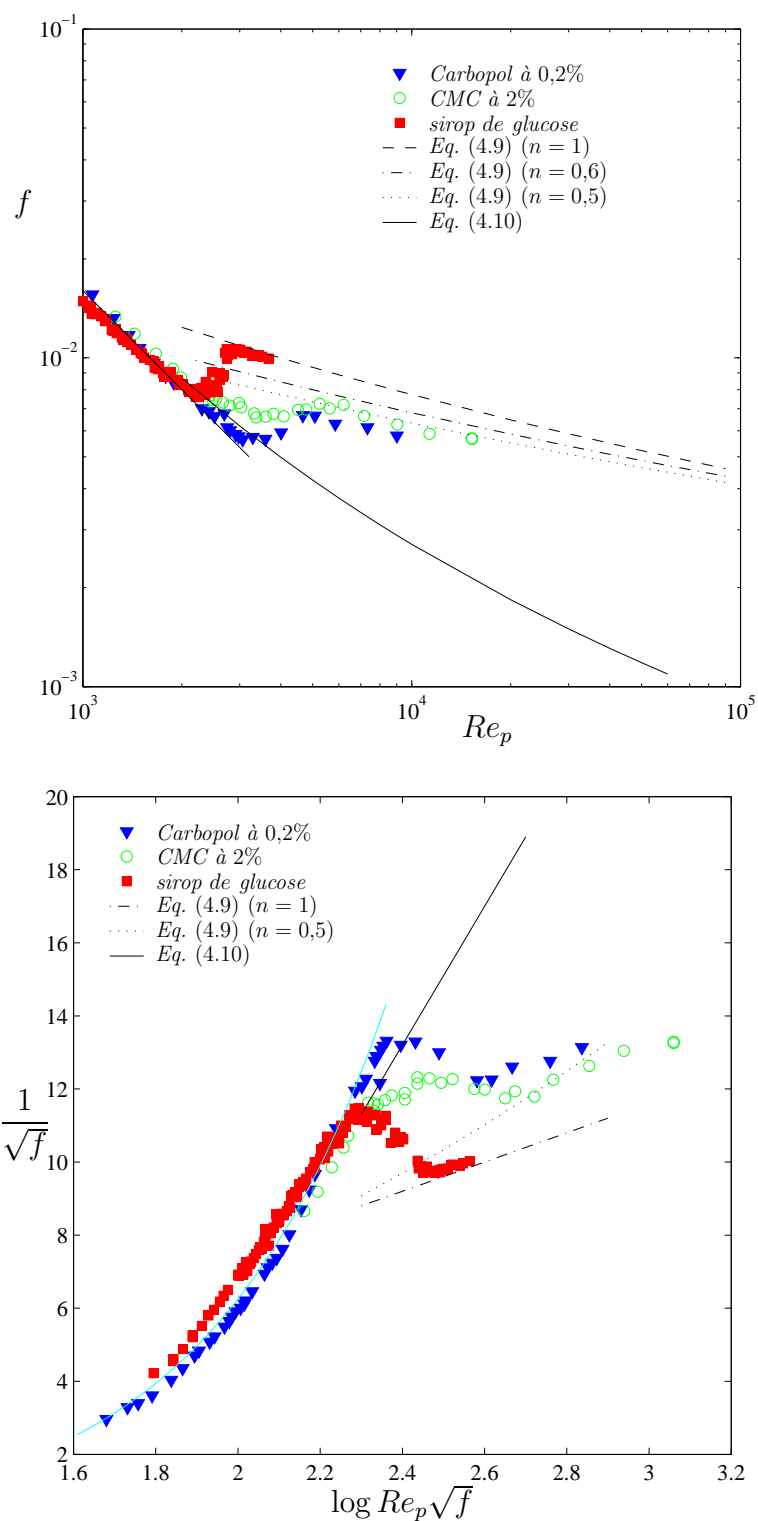 10^{-1}
Carbopol à 0,2%
CMC à 2%
sirop de glucose
Eq. (4.9) (n = 1)
Eq. (4.9) (n = 0,6)
Eq. (4.9) (n = 0,5)
Eq. (4.10)
f
10^{-2}
10^{-3}
10^{3} 10^{4} 10^{5}
Re_p
20
18
16
14
12
10
8
6
4
2
Carbopol à 0,2%
CMC à 2%
sirop de glucose
Eq. (4.9) (n = 1)
Eq. (4.9) (n = 0,5)
Eq. (4.10)
1/√f
1.6 1.8 2 2.2 2.4 2.6 2.8 3 3.2
log Re_p√f